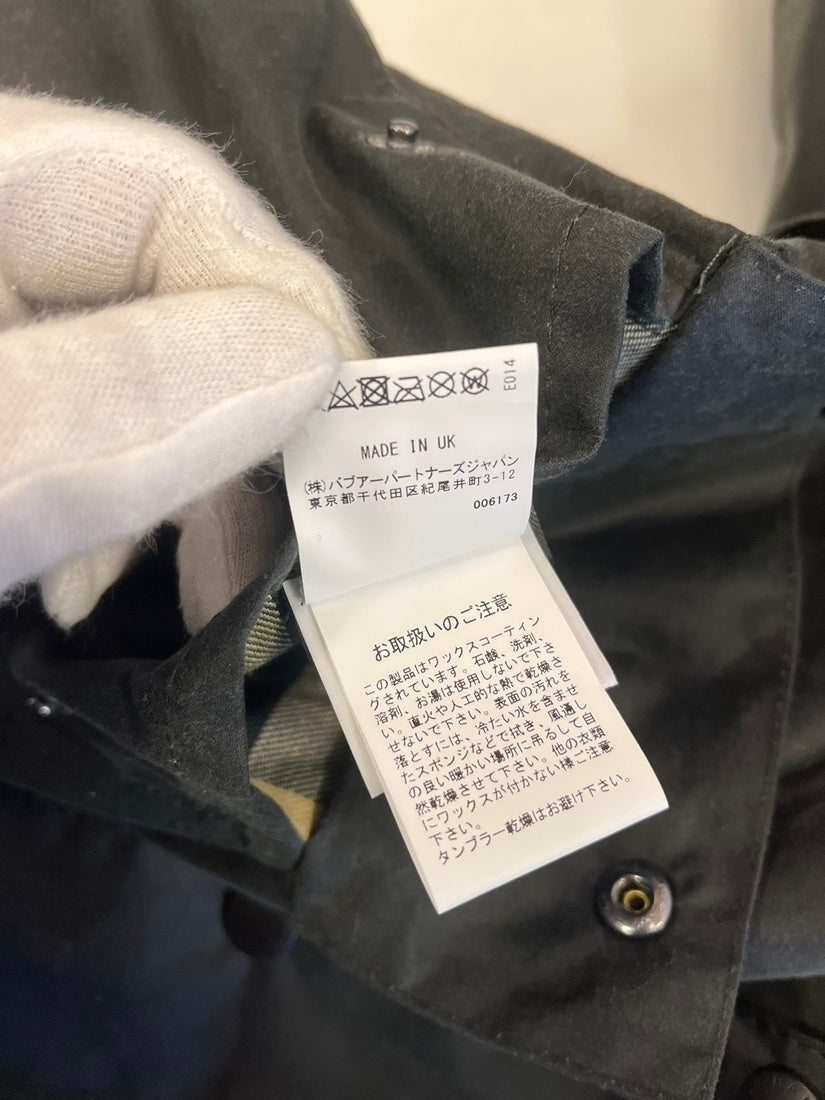 E014
MADE IN UK
(株)バブアーパートナーズジャパン
東京都千代田区紀尾井町3-12
006173
お取扱いのご注意
この製品はワックスコーティン
グされています。石鹸、洗剤、
溶剤、お湯は使用しないで下さ
い。直火や人工的な熱で乾燥さ
せないで下さい。表面の汚れを
落とすには、冷たい水を含ませ
たスポンジなどで拭き、風通し
の良い暖かい場所に吊るして自
然乾燥させて下さい。他の衣類
にワックスが付かない様ご注意
下さい。
タンブラー乾燥はお避け下さい。